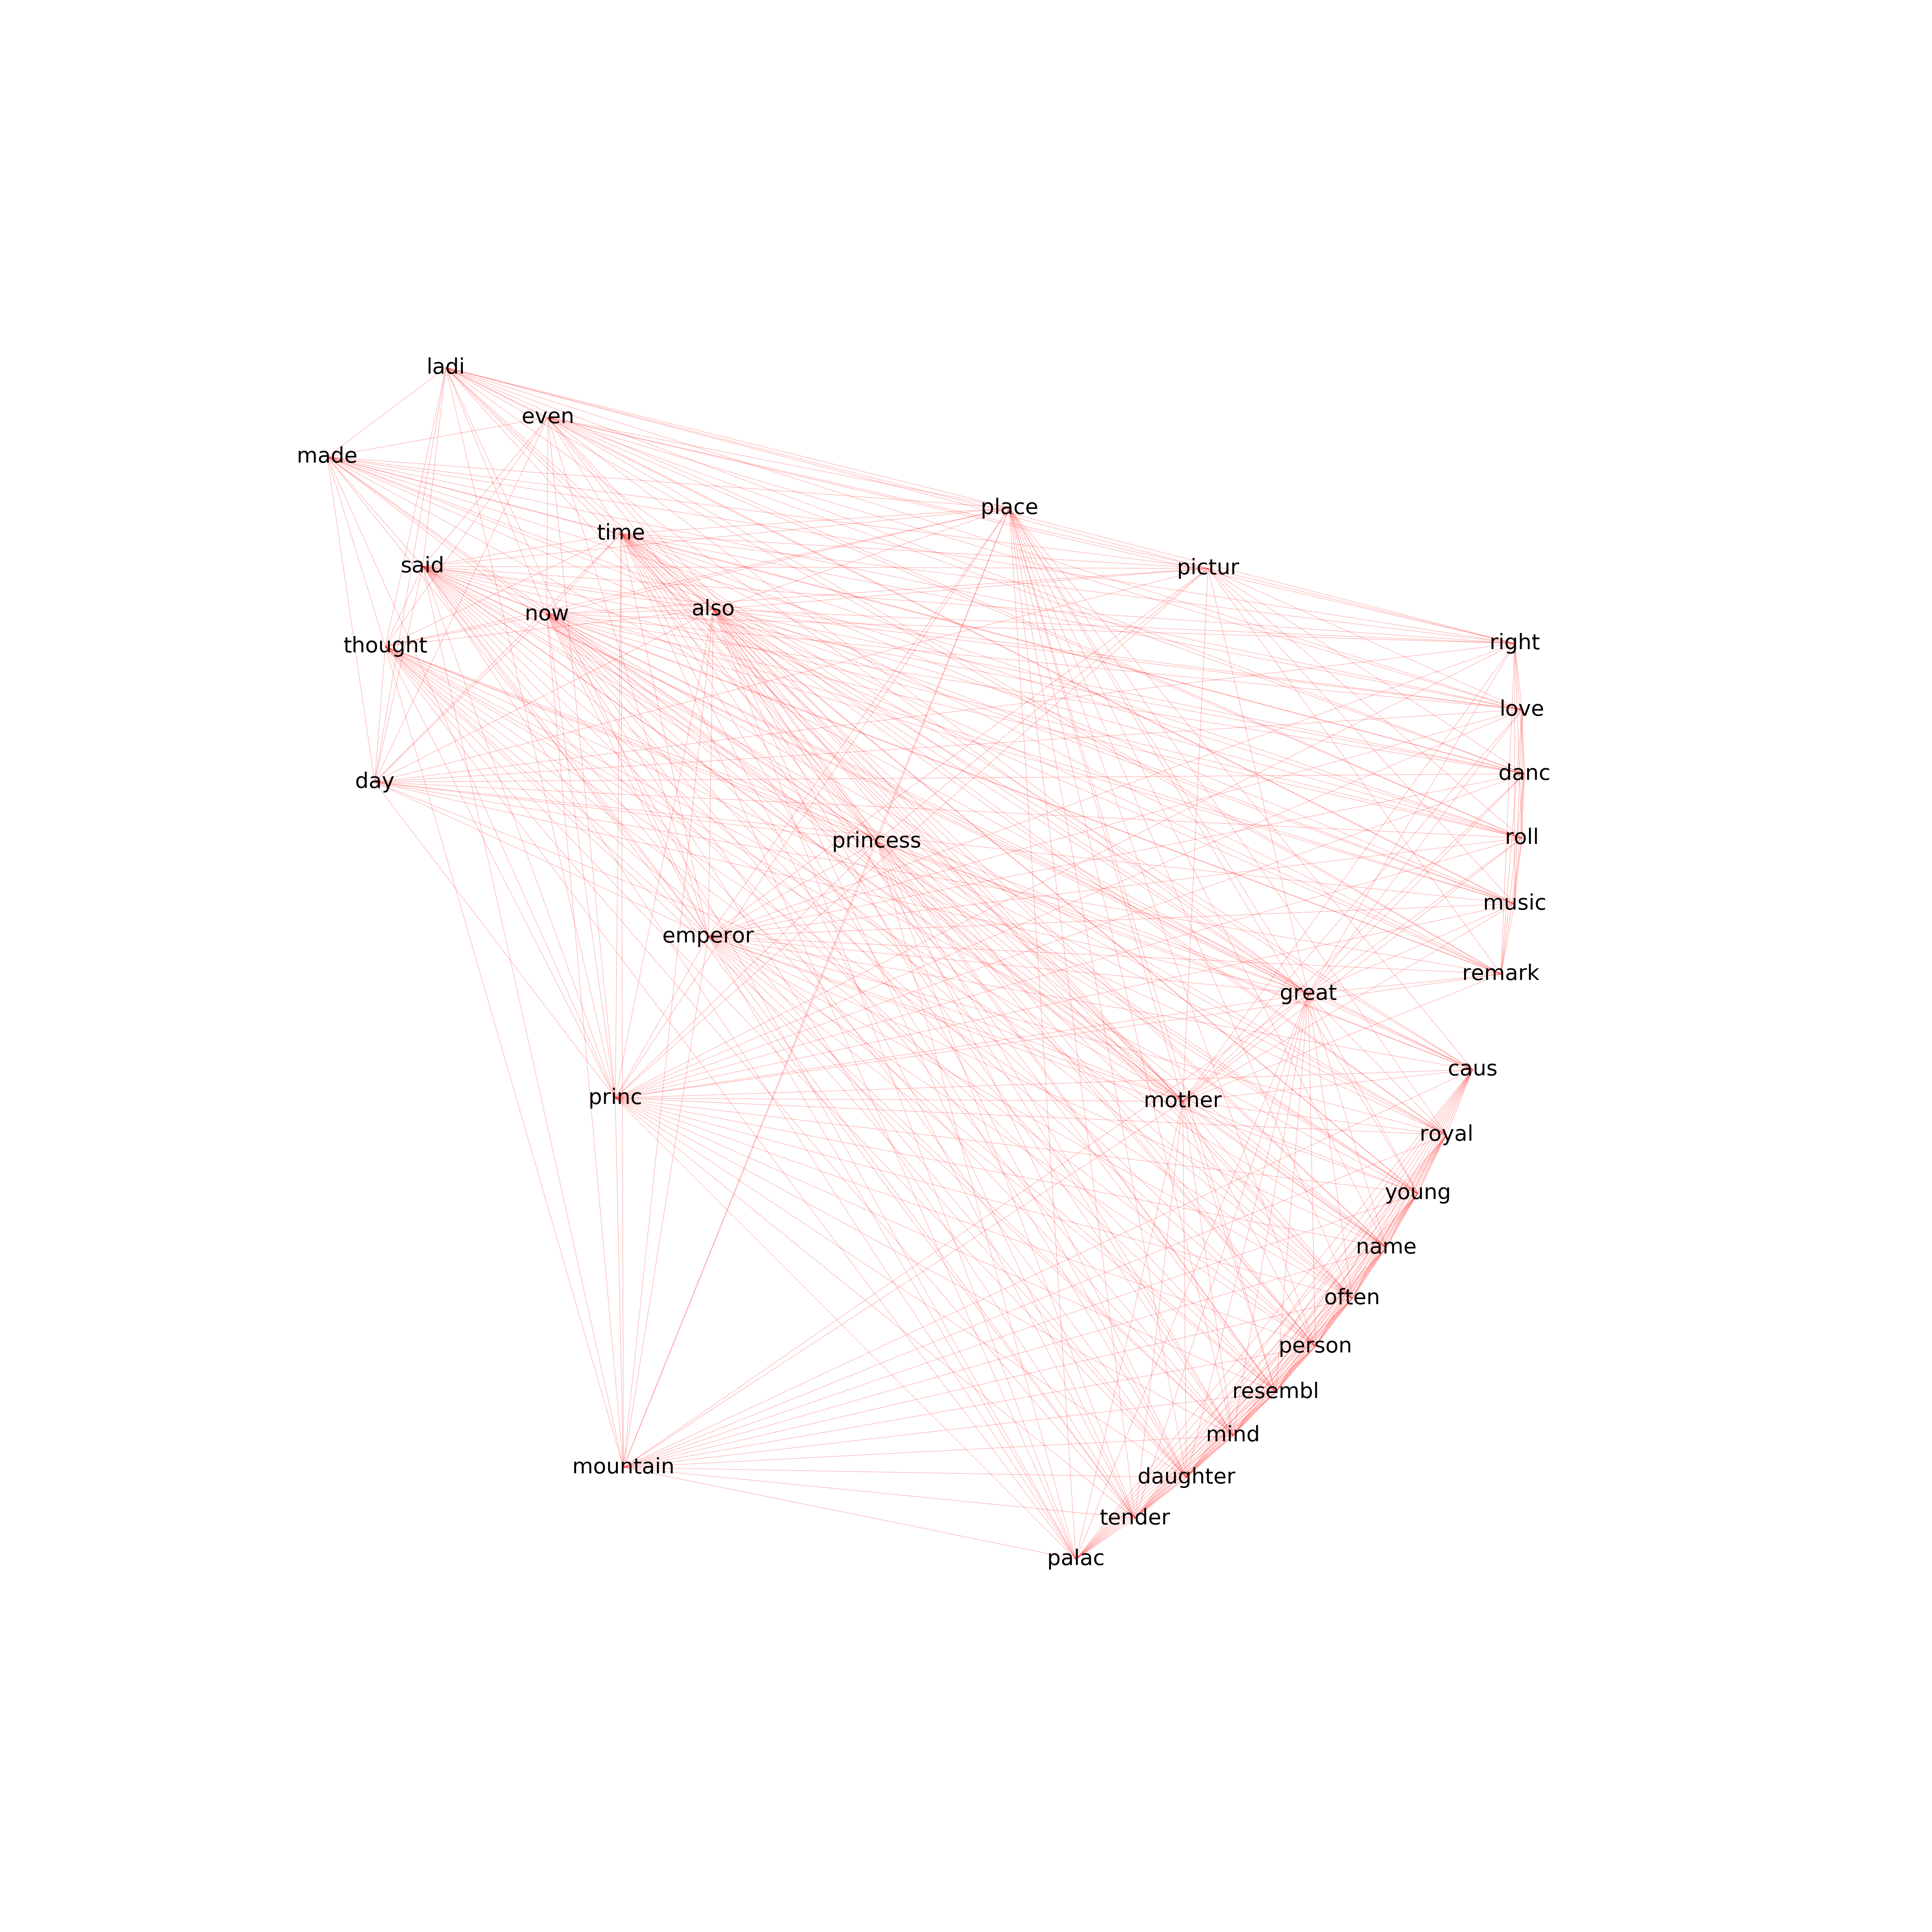 ladi
even
made
place
time
said
pictur
now
also
thought
right
love
danc
day
roll
princess
music
emperor
remark
great
caus
princ
mother
royal
young
name
often
person
resembl
mind
mountain
daughter
tender
palac